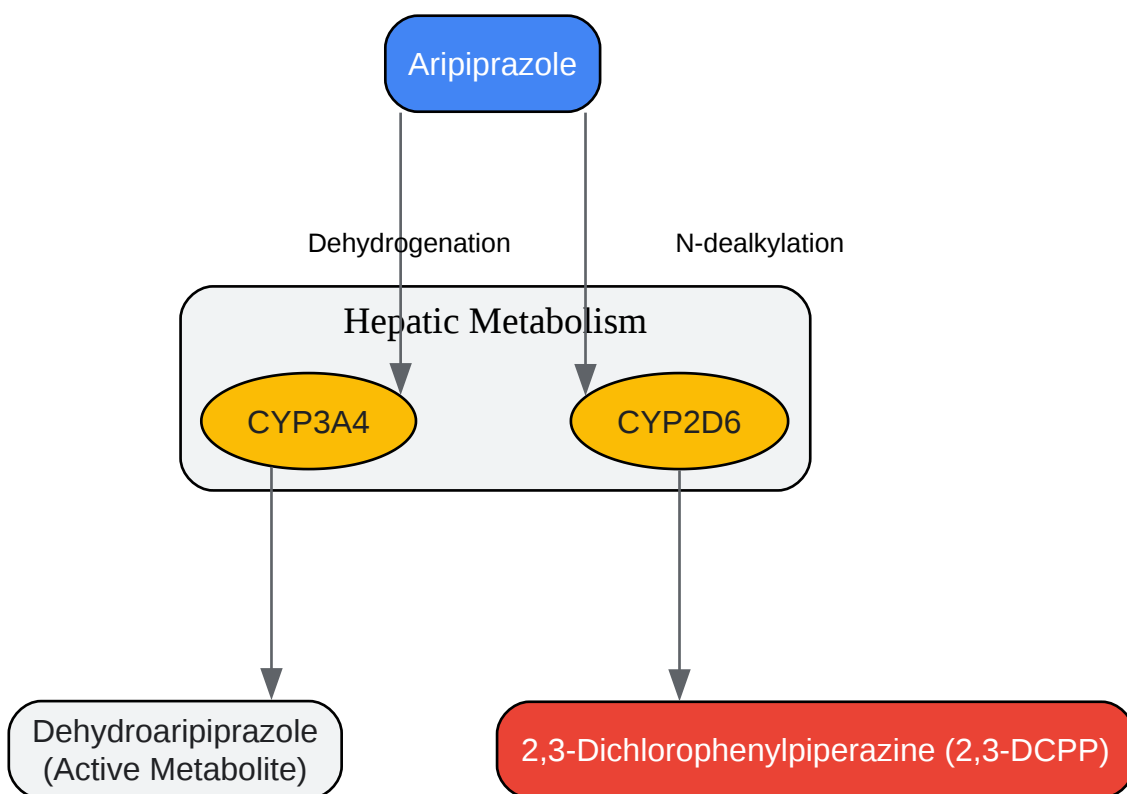 Aripiprazole
Dehydrogenation
N-dealkylation
Hepatic Metabolism
CYP3A4
CYP2D6
Dehydroaripiprazole
(Active Metabolite)
2,3-Dichlorophenylpiperazine (2,3-DCPP)